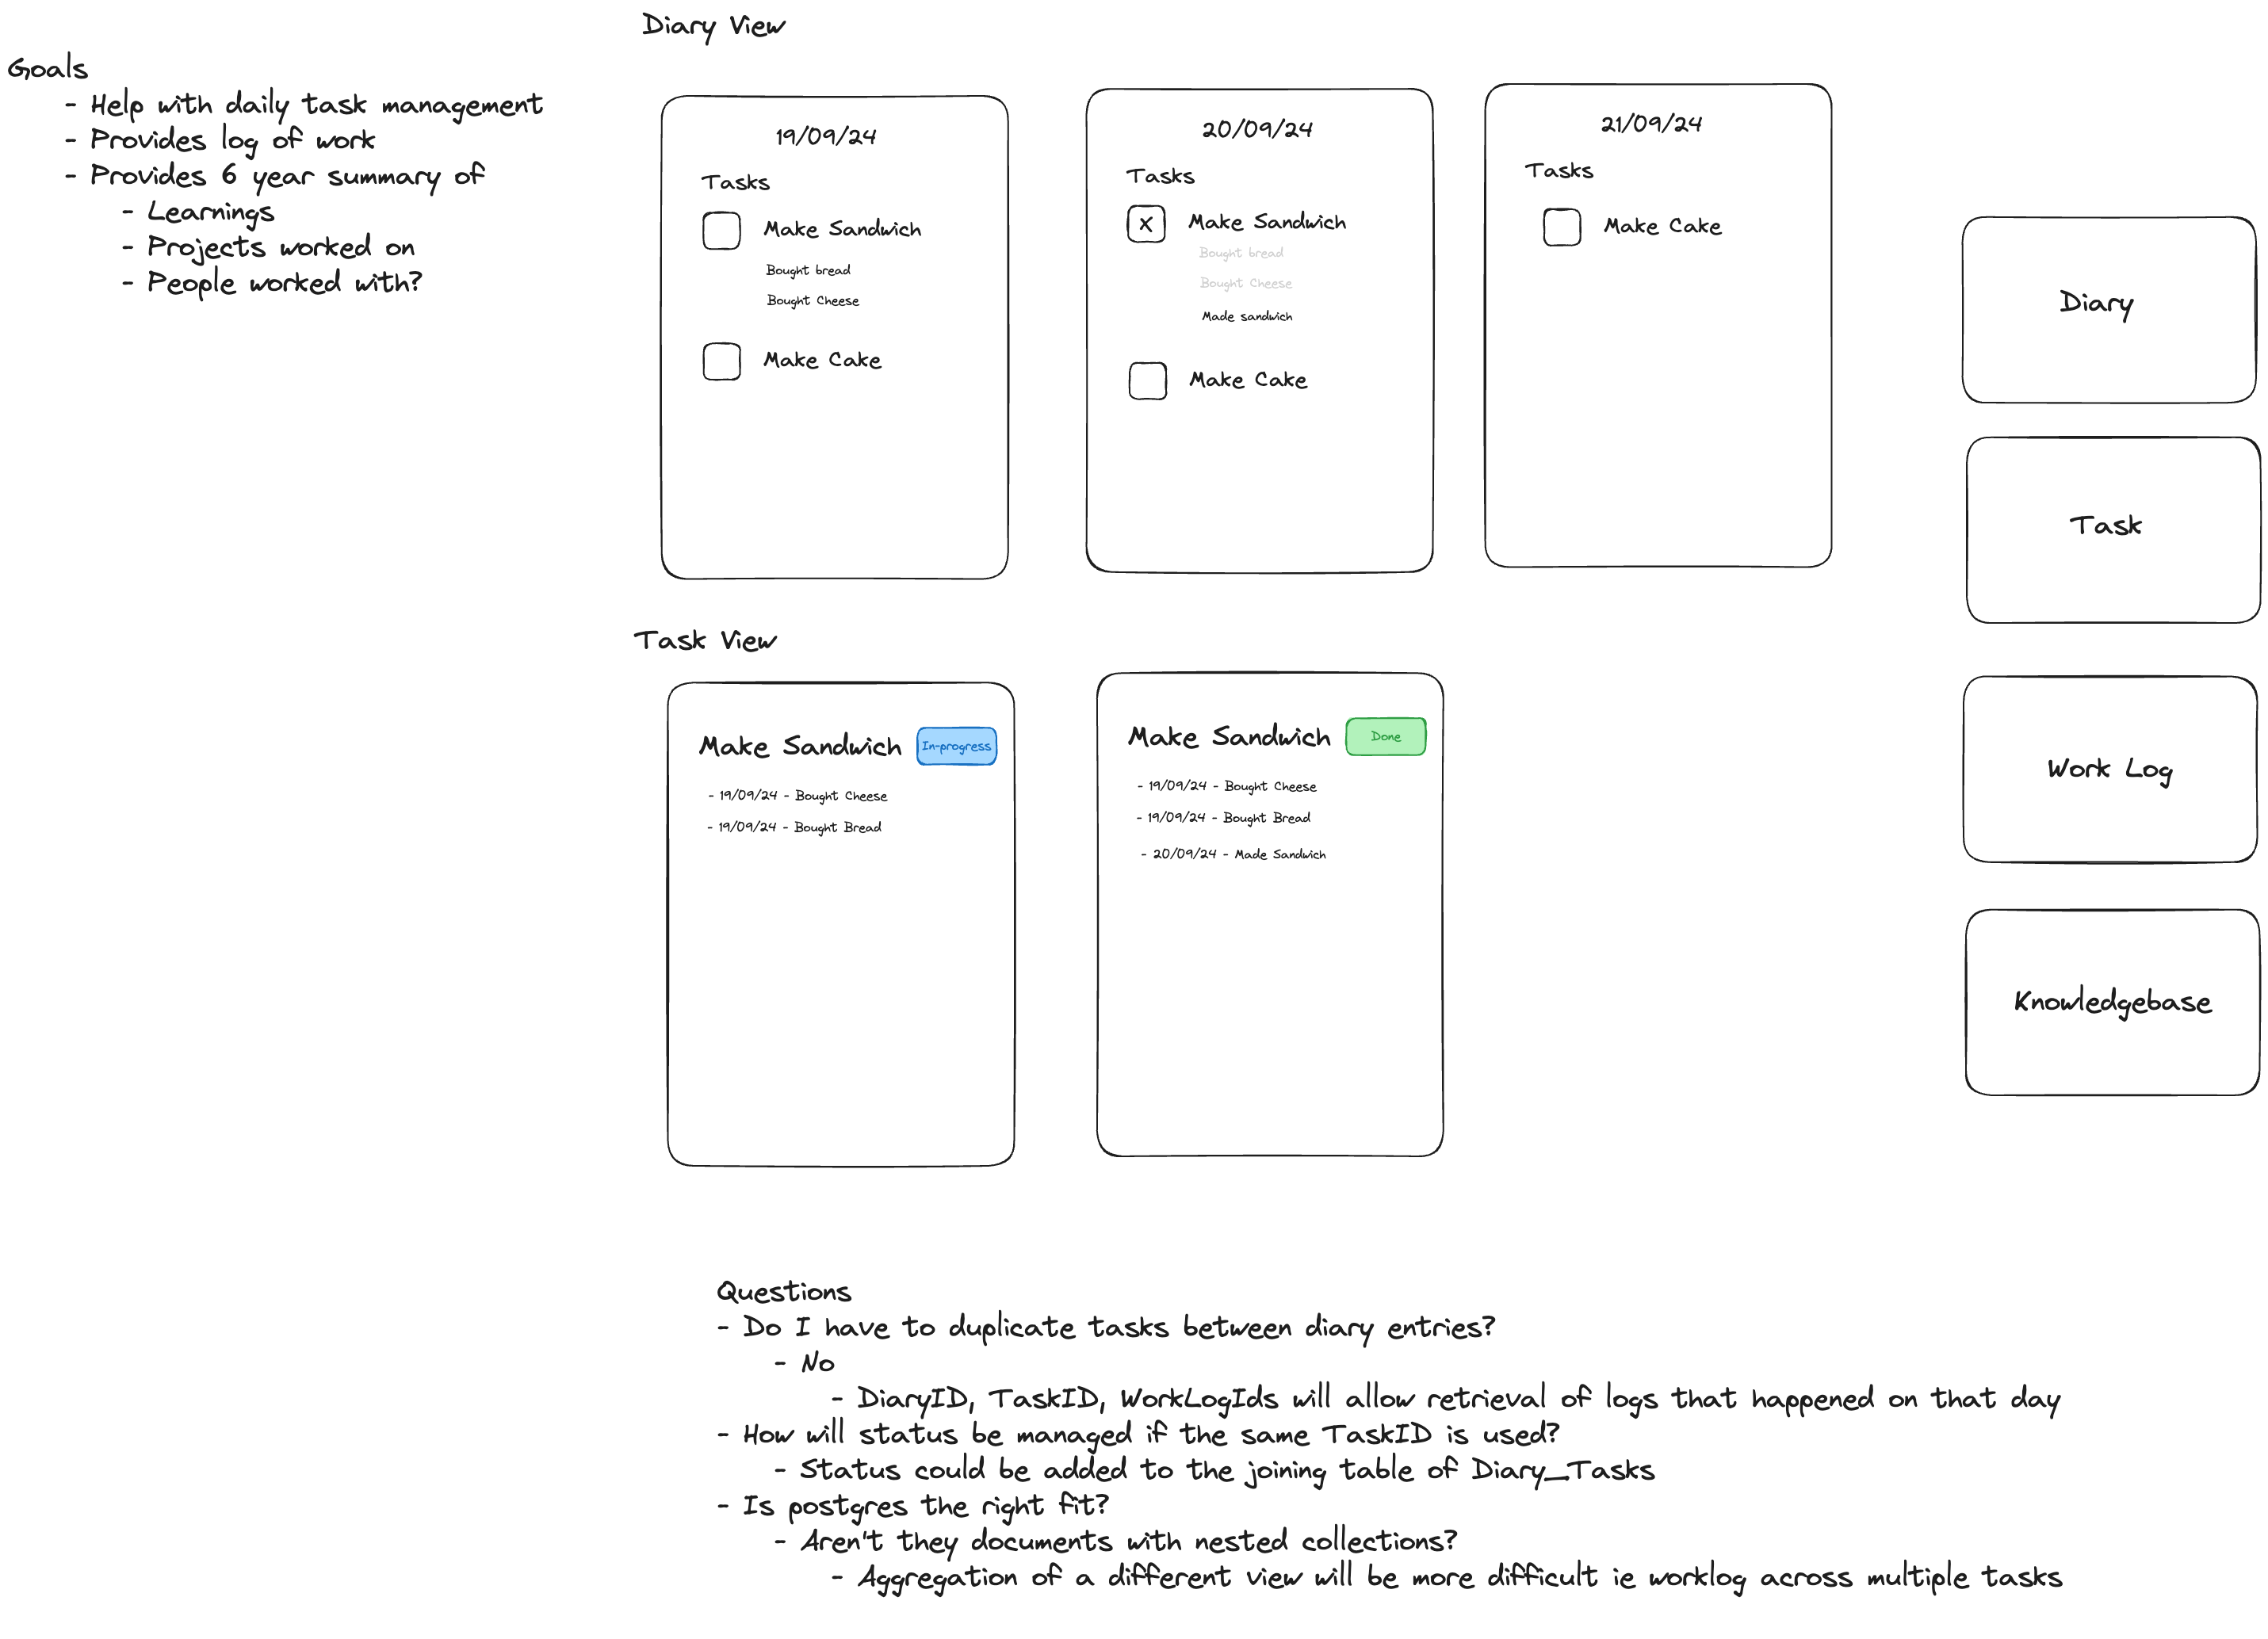 Goals
- Help with daily task management
- Provides log of work
- Provides 6 year summary of
- Learnings
- Projects worked on
- People worked with?
Diary View
19/09/24
Tasks
Make Sandwich
Bought bread
Bought Cheese
Make Cake
20/09/24
Tasks
X
Make Sandwich
Bought bread
Bought Cheese
Made sandwich
Make Cake
21/09/24
Tasks
Make Cake
Task View
Make Sandwich
In-progress
- 19/09/24 - Bought Cheese
- 19/09/24 - Bought Bread
Make Sandwich
Done
- 19/09/24 - Bought Cheese
- 19/09/24 - Bought Bread
- 20/09/24 - Made Sandwich
Diary
Task
Work Log
Knowledgebase
Questions
- Do I have to duplicate tasks between diary entries?
- No
- DiaryID, TaskID, WorkLogIds will allow retrieval of logs that happened on that day
- How will status be managed if the same TaskID is used?
- Status could be added to the joining table of Diary_Tasks
- Is postgres the right fit?
- Aren't they documents with nested collections?
- Aggregation of a different view will be more difficult ie worklog across multiple tasks